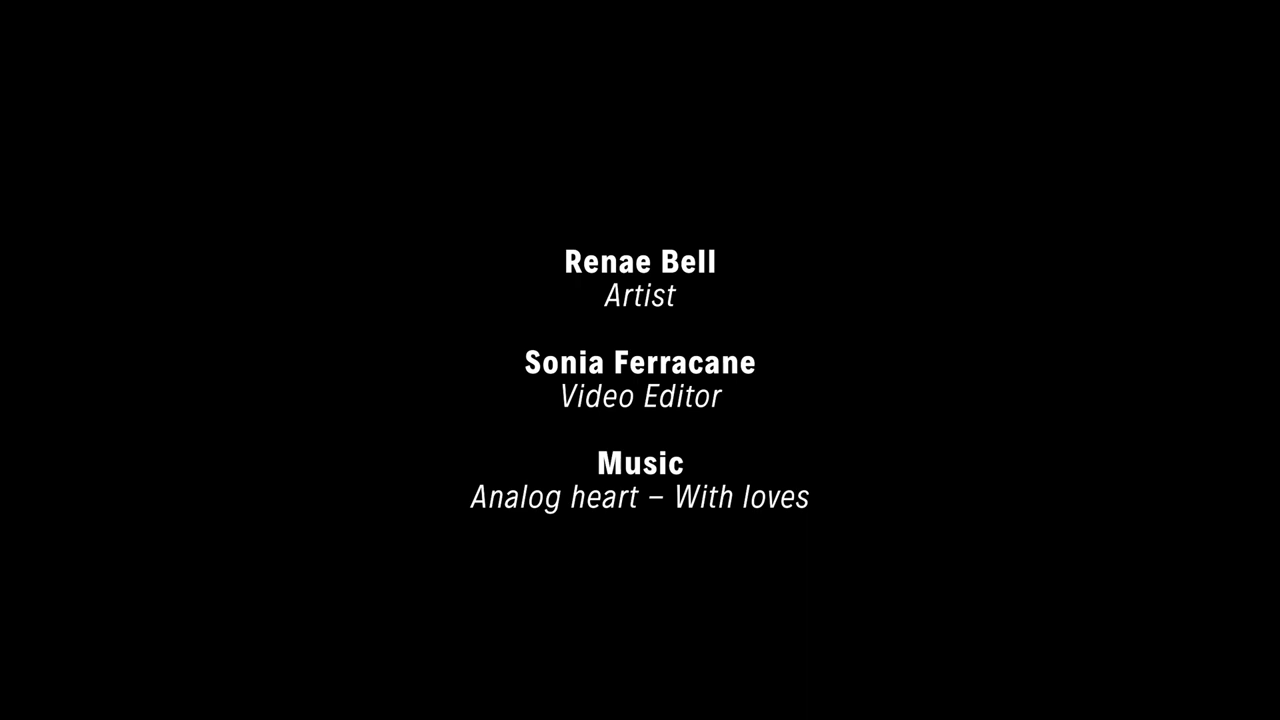 Renae Bell
Artist
Sonia Ferracane
Video Editor
Music
Analog heart – With loves